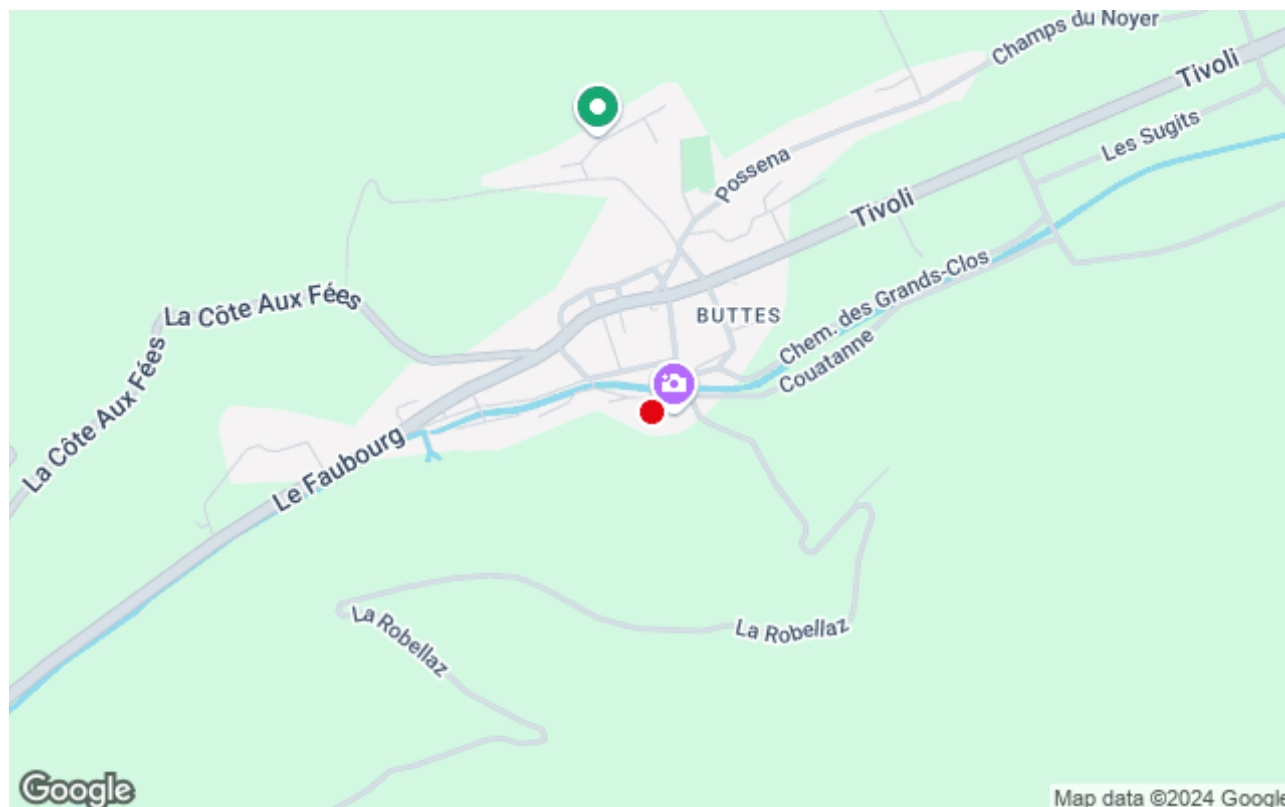 Champs du Noyer
Tivoli
Les Sugits
Possena
Tivoli
La Côte Aux Fées
BUTTES
Chem. des Grands-Clos
Couatanne
La Côte Aux Fées
Le Faubourg
La Robellaz
La Robellaz
Google
Map data ©2024 Google